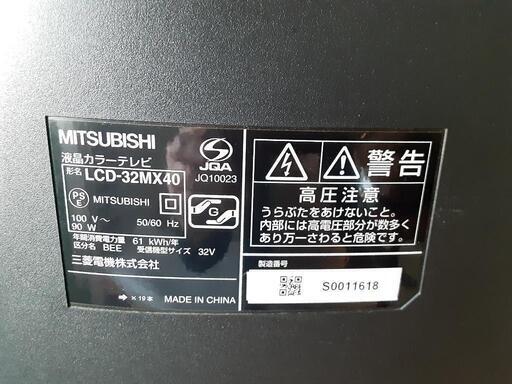 MITSUBISHI
液晶カラーテレビ
形名 LCD-32MX40
JQA
JQ10023
PS E MITSUBISHI
100 V～ 50/60 Hz
90 W
G
年間消費電力量 61 kWh/年
区分名 BEE 受信機型サイズ 32V
三菱電機株式会社
➔ ×19本 MADE IN CHINA
警告
高圧注意
うらぶたをあけないこと。
内部には高電圧部分が数多く
あり万一さわると危険です。
製造番号
S0011618